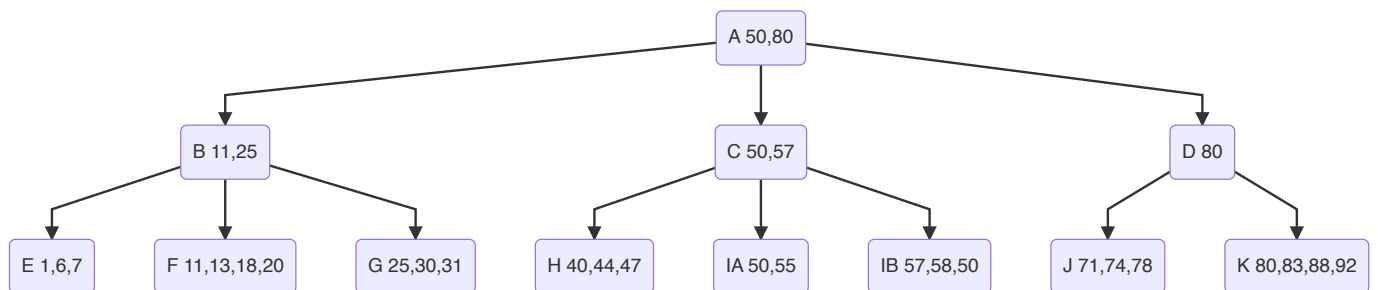 A 50,80
B 11,25
C 50,57
D 80
E 1,6,7
F 11,13,18,20
G 25,30,31
H 40,44,47
IA 50,55
IB 57,58,50
J 71,74,78
K 80,83,88,92